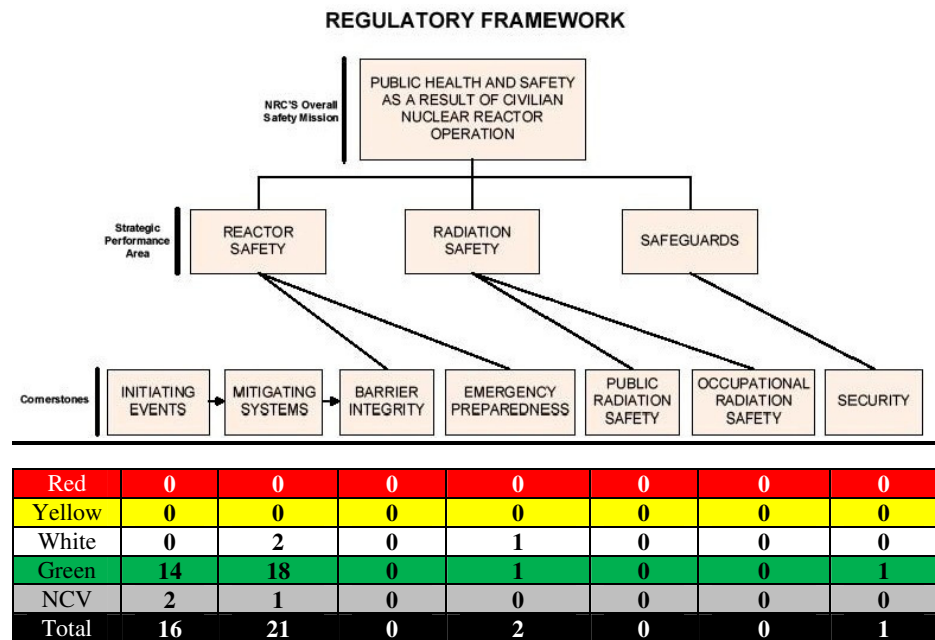 REGULATORY FRAMEWORK
NRC'S Overall
Safety Mission
PUBLIC HEALTH AND SAFETY
AS A RESULT OF CIVILIAN
NUCLEAR REACTOR
OPERATION
Strategic
Performance
Area
REACTOR
SAFETY
RADIATION
SAFETY
SAFEGUARDS
Cornerstones
INITIATING
EVENTS
MITIGATING
SYSTEMS
BARRIER
INTEGRITY
EMERGENCY
PREPAREDNESS
PUBLIC
RADIATION
SAFETY
OCCUPATIONAL
RADIATION
SAFETY
SECURITY
Red 0 0 0 0 0 0 0
Yellow 0 0 0 0 0 0 0
White 0 2 0 1 0 0 0
Green 14 18 0 1 0 0 1
NCV 2 1 0 0 0 0 0
Total 16 21 0 2 0 0 1